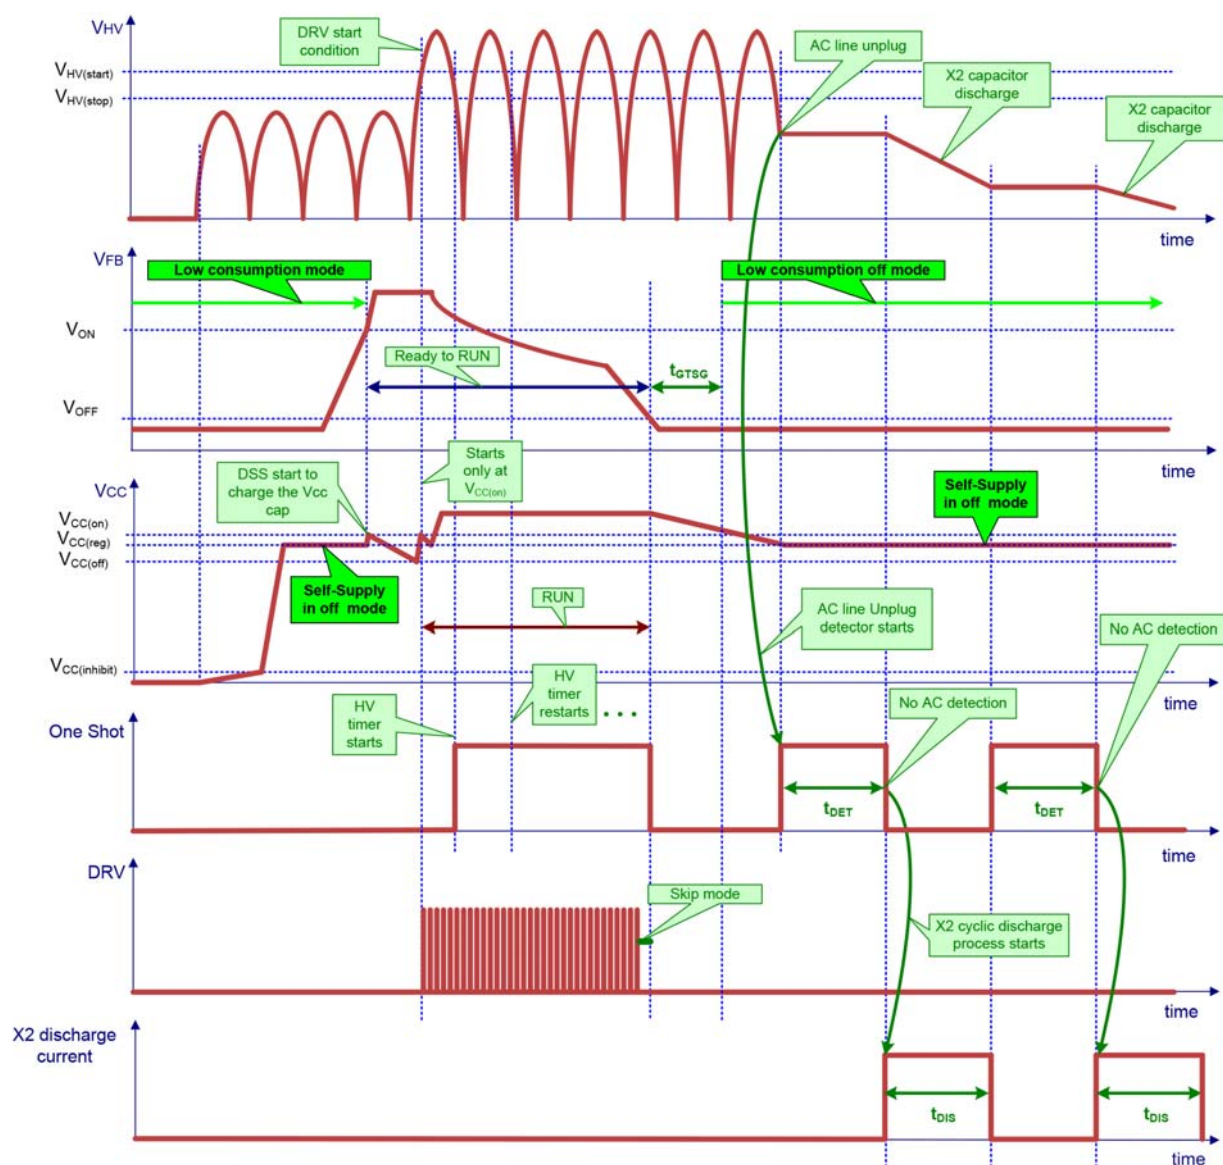 VHV
DRV start
condition
AC line unplug
VHV(start)
VHV(stop)
X2 capacitor
discharge
X2 capacitor
discharge
time
VFB
Low consumption mode
Low consumption off mode
VON
Ready to RUN
tGTSG
VOFF
time
VCC
DSS start to
charge the Vcc
cap
Starts
only at
VCC(on)
Self-Supply
in off mode
VCC(on)
VCC(reg)
VCC(off)
Self-Supply
in off mode
RUN
AC line Unplug
detector starts
No AC detection
VCC(inhibit)
time
One Shot
HV
timer
starts
HV
timer
restarts
...
No AC detection
tDET
tDET
time
DRV
Skip mode
X2 cyclic discharge
process starts
time
X2 discharge
current
tDIS
tDIS
time